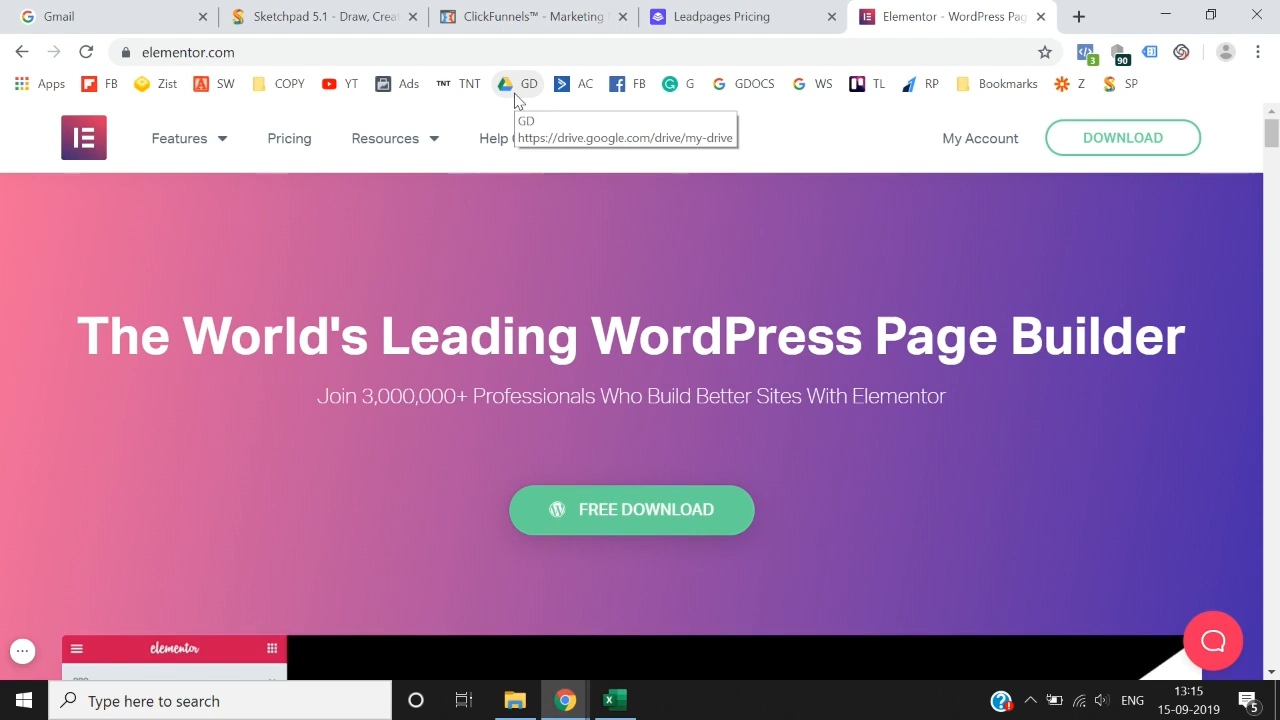 Gmail
Sketchpad 5.1 - Draw, Creat
ClickFunnels™ - Marketing
Leadpages Pricing
Elementor - WordPress Pag
elementor.com
3
90
Apps
FB
Zist
SW
COPY
YT
Ads
TNT
TNT
GD
AC
FB
G
GDOCS
WS
TL
RP
Bookmarks
Z
SP
GD
https://drive.google.com/drive/my-drive
Features
Pricing
Resources
Help
My Account
DOWNLOAD
The World's Leading WordPress Page Builder
Join 3,000,000+ Professionals Who Build Better Sites With Elementor
FREE DOWNLOAD
elementor
Type here to search
ENG
13:15
15-09-2019
5